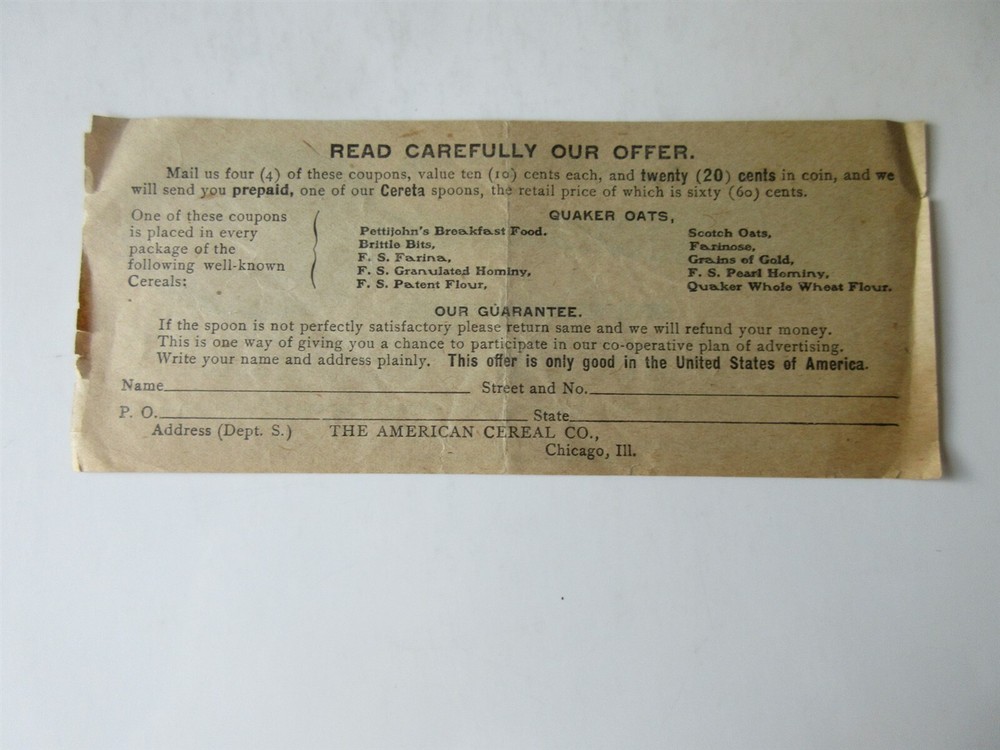 READ CAREFULLY OUR OFFER.
Mail us four (4) of these coupons, value ten (10) cents each, and twenty (20) cents in coin, and we
will send you prepaid, one of our Cereta spoons, the retail price of which is sixty (60) cents.
One of these coupons
is placed in every
package of the
following well-known
Cereals:
QUAKER OATS,
Pettijohn's Breakfast Food.
Brittle Bits,
F. S. Farina,
F. S. Granulated Hominy,
F. S. Patent Flour,
Scotch Oats,
Farinose,
Grains of Gold,
F. S. Pearl Hominy,
Quaker Whole Wheat Flour.
OUR GUARANTEE.
If the spoon is not perfectly satisfactory please return same and we will refund your money.
This is one way of giving you a chance to participate in our co-operative plan of advertising.
Write your name and address plainly. This offer is only good in the United States of America.
Name Street and No.
P. O. State
Address (Dept. S.) THE AMERICAN CEREAL CO.,
Chicago, Ill.